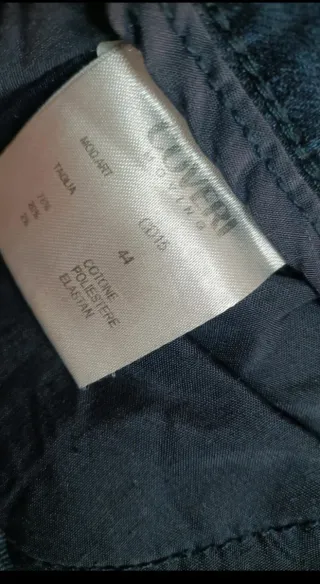 COVERI
MOVING
MOD.ART CD15
TAGLIA 44
COTONE
POLIESTERE
ELASTAN